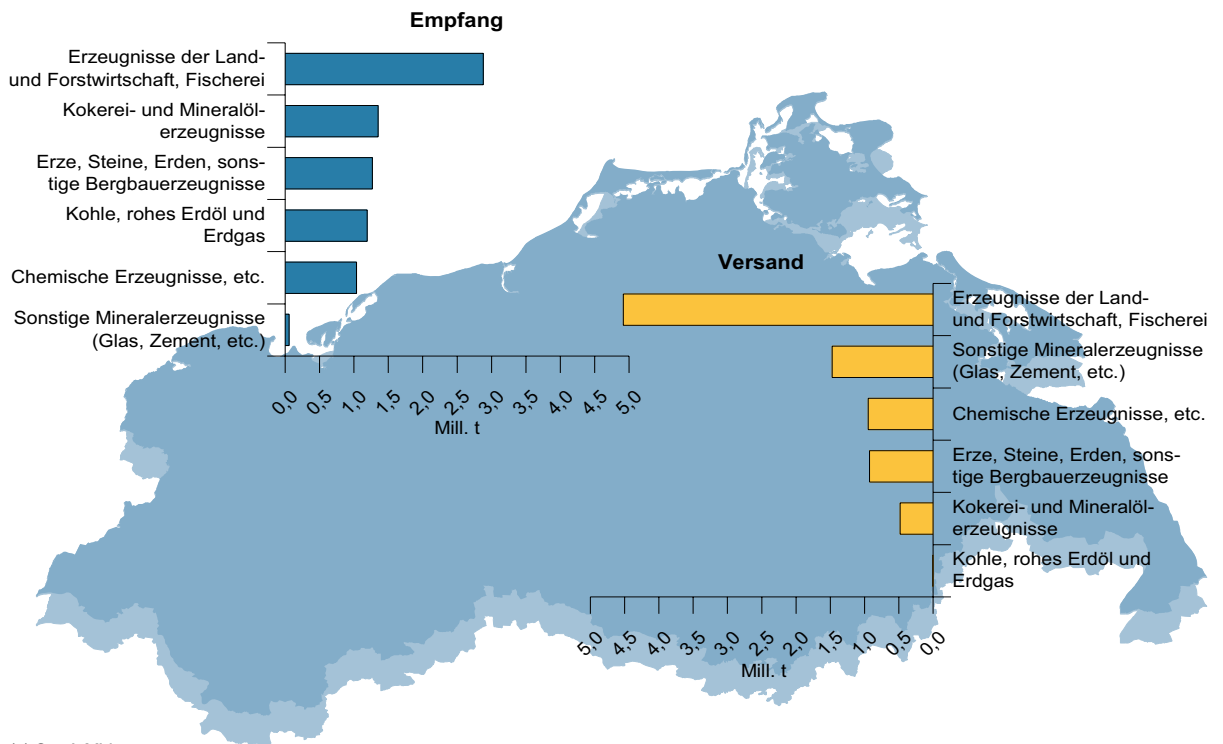 Empfang
Erzeugnisse der Land-
und Forstwirtschaft, Fischerei
Kokerei- und Mineralöl-
erzeugnisse
Erze, Steine, Erden, sons-
tige Bergbauerzeugnisse
Kohle, rohes Erdöl und
Erdgas
Chemische Erzeugnisse, etc.
Sonstige Mineralerzeugnisse
(Glas, Zement, etc.)
0,0 0,5 1,0 1,5 2,0 2,5 3,0 3,5 4,0 4,5 5,0
Mill. t
Versand
Erzeugnisse der Land-
und Forstwirtschaft, Fischerei
Sonstige Mineralerzeugnisse
(Glas, Zement, etc.)
Chemische Erzeugnisse, etc.
Erze, Steine, Erden, sons-
tige Bergbauerzeugnisse
Kokerei- und Mineralöl-
erzeugnisse
Kohle, rohes Erdöl und
Erdgas
5,0 4,5 4,0 3,5 3,0 2,5 2,0 1,5 1,0 0,5 0,0
Mill. t